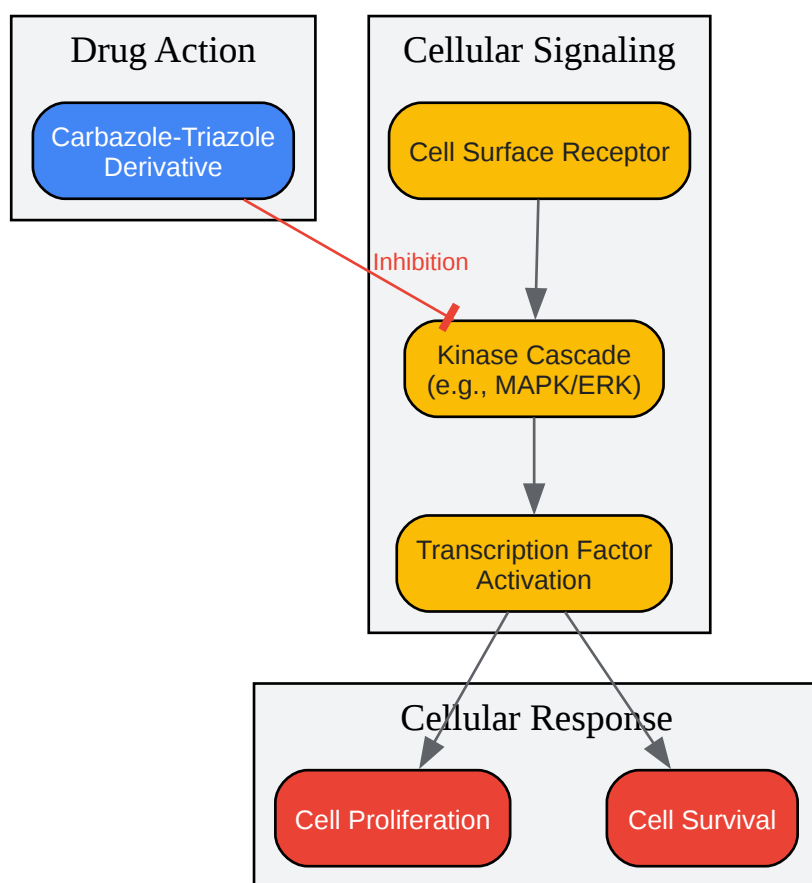 Drug Action
Carbazole-Triazole
Derivative
Cellular Signaling
Cell Surface Receptor
Inhibition
Kinase Cascade
(e.g., MAPK/ERK)
Transcription Factor
Activation
Cellular Response
Cell Proliferation
Cell Survival